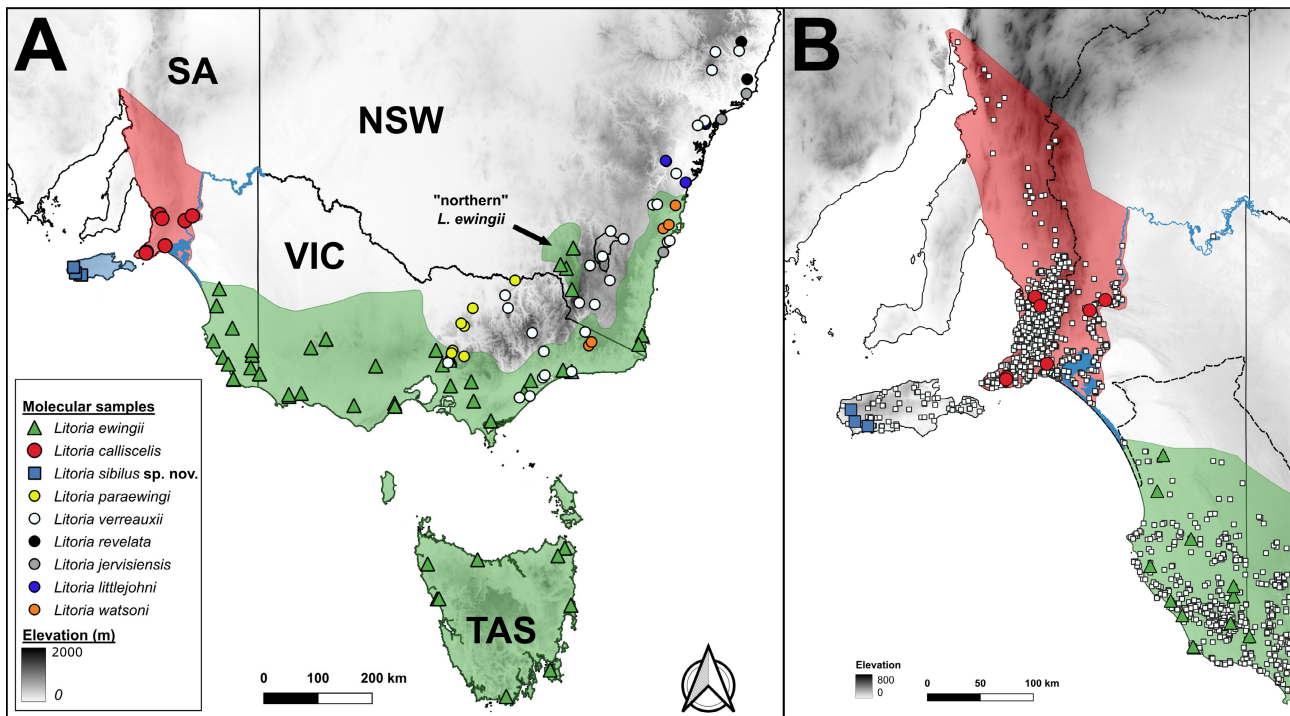 A
SA
NSW
"northern"
L. ewingii
VIC
TAS
Molecular samples
Litoria ewingii
Litoria calliscelis
Litoria sibilus sp. nov.
Litoria paraewingi
Litoria verreauxii
Litoria revelata
Litoria jervisiensis
Litoria littlejohni
Litoria watsoni
Elevation (m)
2000
0
0 100 200 km
B
Elevation
800
0
0 50 100 km